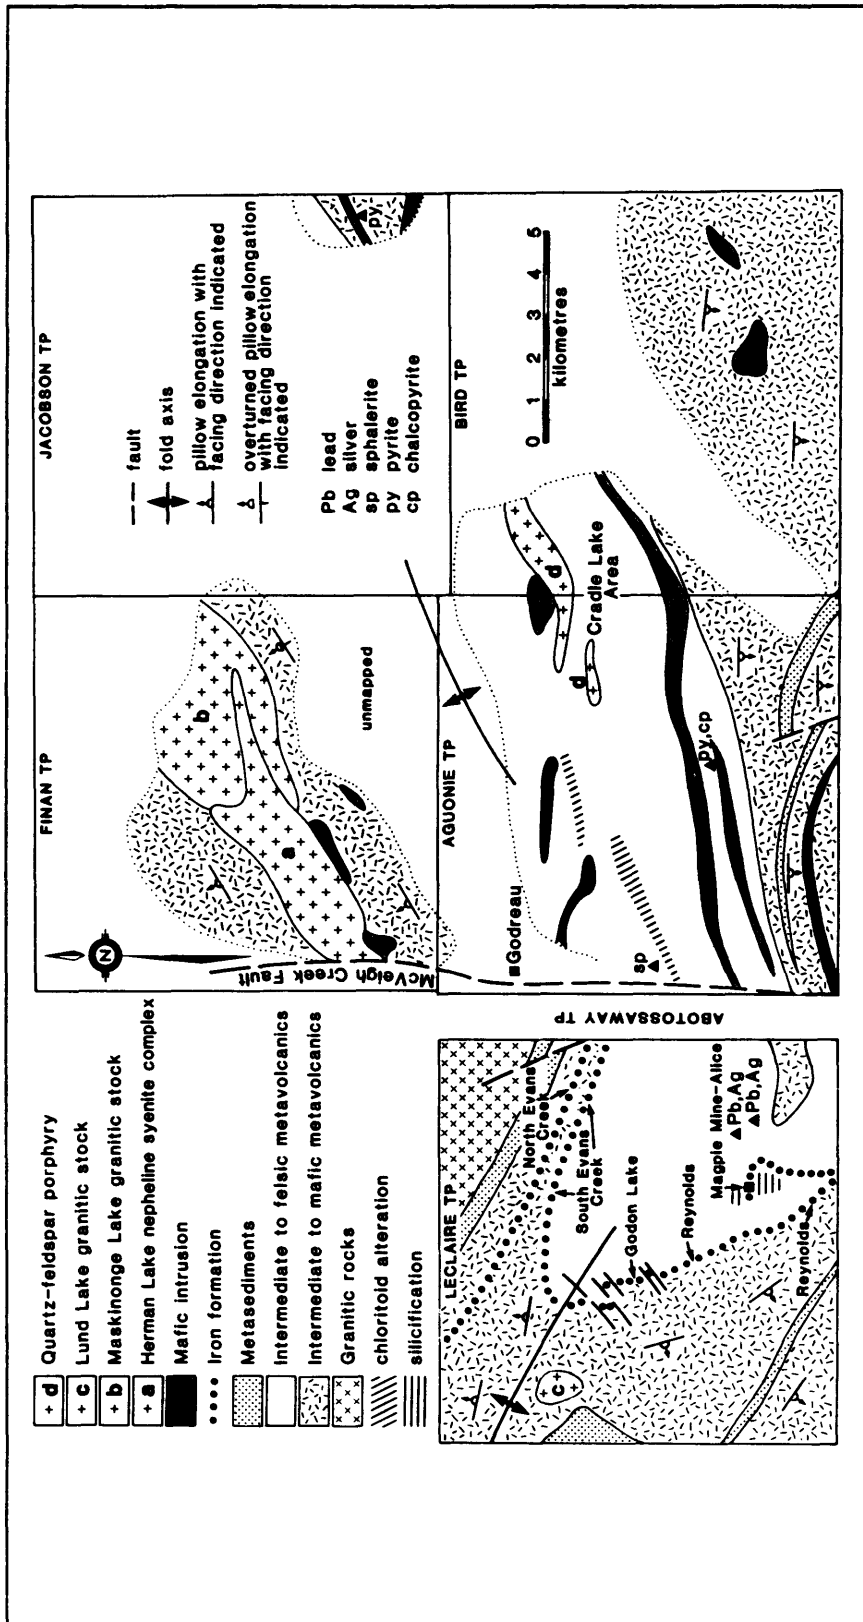 d Quartz-feldspar porphyry
c Lund Lake granitic stock
b Maskinonge Lake granitic stock
a Herman Lake nepheline syenite complex
Mafic intrusion
Iron formation
Metasediments
Intermediate to felsic metavolcanics
Intermediate to mafic metavolcanics
Granitic rocks
chloritoid alteration
silicification
N
McVeigh Creek Fault
FINAN TP
b
a
unmapped
JACOBSON TP
fault
fold axis
pillow elongation with
facing direction indicated
overturned pillow elongation
with facing direction
indicated
Pb lead
Ag silver
sp sphalerite
py pyrite
cp chalcopyrite
py
LECLAIRE TP
North Evans
Creek
South Evans
Creek
Godon Lake
Reynolds
Magpie Mine-Alice
Pb,Ag
Pb,Ag
Reynolds
c
ABOTOSSAWAY TP
AGUONIE TP
Godreau
sp
d
d
Cradle Lake
Area
py,cp
BIRD TP
0 1 2 3 4 5
kilometres